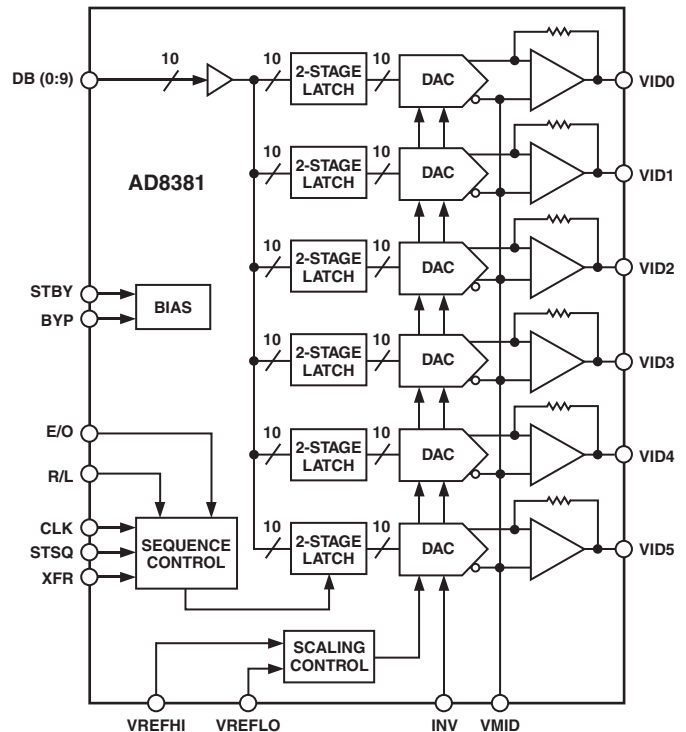 10
10
10
DB (0:9)
2-STAGE
LATCH
DAC
VID0
AD8381
10
10
2-STAGE
LATCH
DAC
VID1
10
10
2-STAGE
LATCH
DAC
VID2
STBY
BYP
BIAS
10
10
2-STAGE
LATCH
DAC
VID3
E/O
R/L
10
10
2-STAGE
LATCH
DAC
VID4
CLK
STSQ
XFR
SEQUENCE
CONTROL
10
10
2-STAGE
LATCH
DAC
VID5
SCALING
CONTROL
VREFHI
VREFLO
INV
VMID